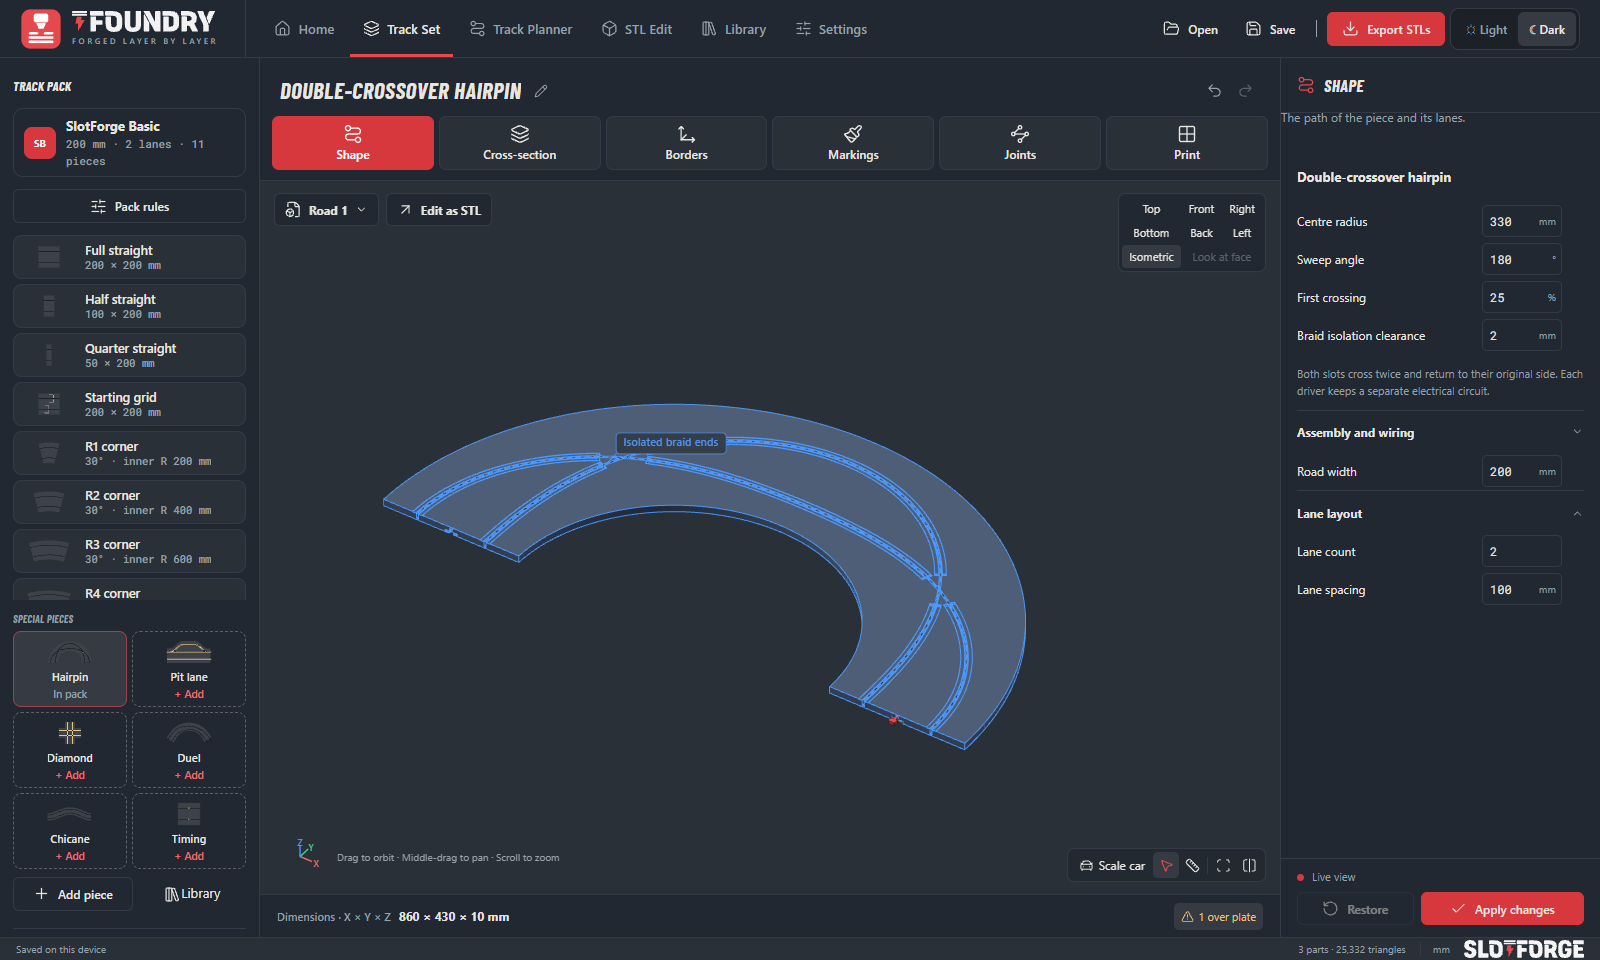 FOUNDRY
FORGED LAYER BY LAYER
Home
Track Set
Track Planner
STL Edit
Library
Settings
Open
Save
Export STLs
Light
Dark
TRACK PACK
SB
SlotForge Basic
200 mm · 2 lanes · 11
pieces
Pack rules
Full straight
200 × 200 mm
Half straight
100 × 200 mm
Quarter straight
50 × 200 mm
Starting grid
200 × 200 mm
R1 corner
30° · inner R 200 mm
R2 corner
30° · inner R 400 mm
R3 corner
30° · inner R 600 mm
R4 corner
SPECIAL PIECES
Hairpin
In pack
Pit lane
+ Add
Diamond
+ Add
Duel
+ Add
Chicane
+ Add
Timing
+ Add
+ Add piece
Library
Saved on this device
DOUBLE-CROSSOVER HAIRPIN
Shape
Cross-section
Borders
Markings
Joints
Print
Road 1
Edit as STL
Top
Front
Right
Bottom
Back
Left
Isometric
Look at face
Isolated braid ends
Z
Y
X
Drag to orbit · Middle-drag to pan · Scroll to zoom
Scale car
Dimensions · X × Y × Z 860 × 430 × 10 mm
1 over plate
SHAPE
The path of the piece and its lanes.
Double-crossover hairpin
Centre radius 330 mm
Sweep angle 180 °
First crossing 25 %
Braid isolation clearance 2 mm
Both slots cross twice and return to their original side. Each
driver keeps a separate electrical circuit.
Assembly and wiring
Road width 200 mm
Lane layout
Lane count 2
Lane spacing 100 mm
Live view
Restore
Apply changes
3 parts · 25,332 triangles
mm
SLOTFORGE